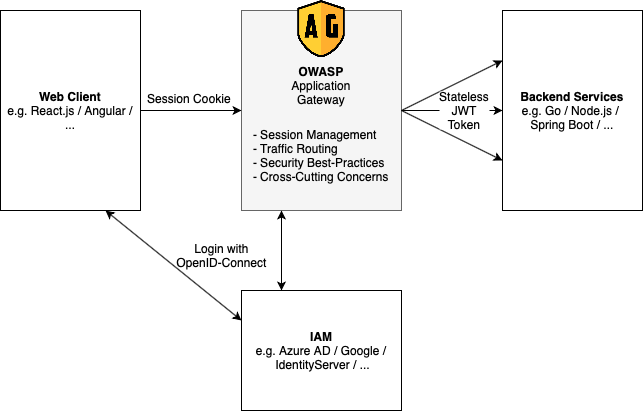 AG
OWASP
Application
Gateway
- Session Management
- Traffic Routing
- Security Best-Practices
- Cross-Cutting Concerns
Web Client
e.g. React.js / Angular /
...
Session Cookie
Stateless
JWT
Token
Backend Services
e.g. Go / Node.js /
Spring Boot / ...
Login with
OpenID-Connect
IAM
e.g. Azure AD / Google /
IdentityServer / ...